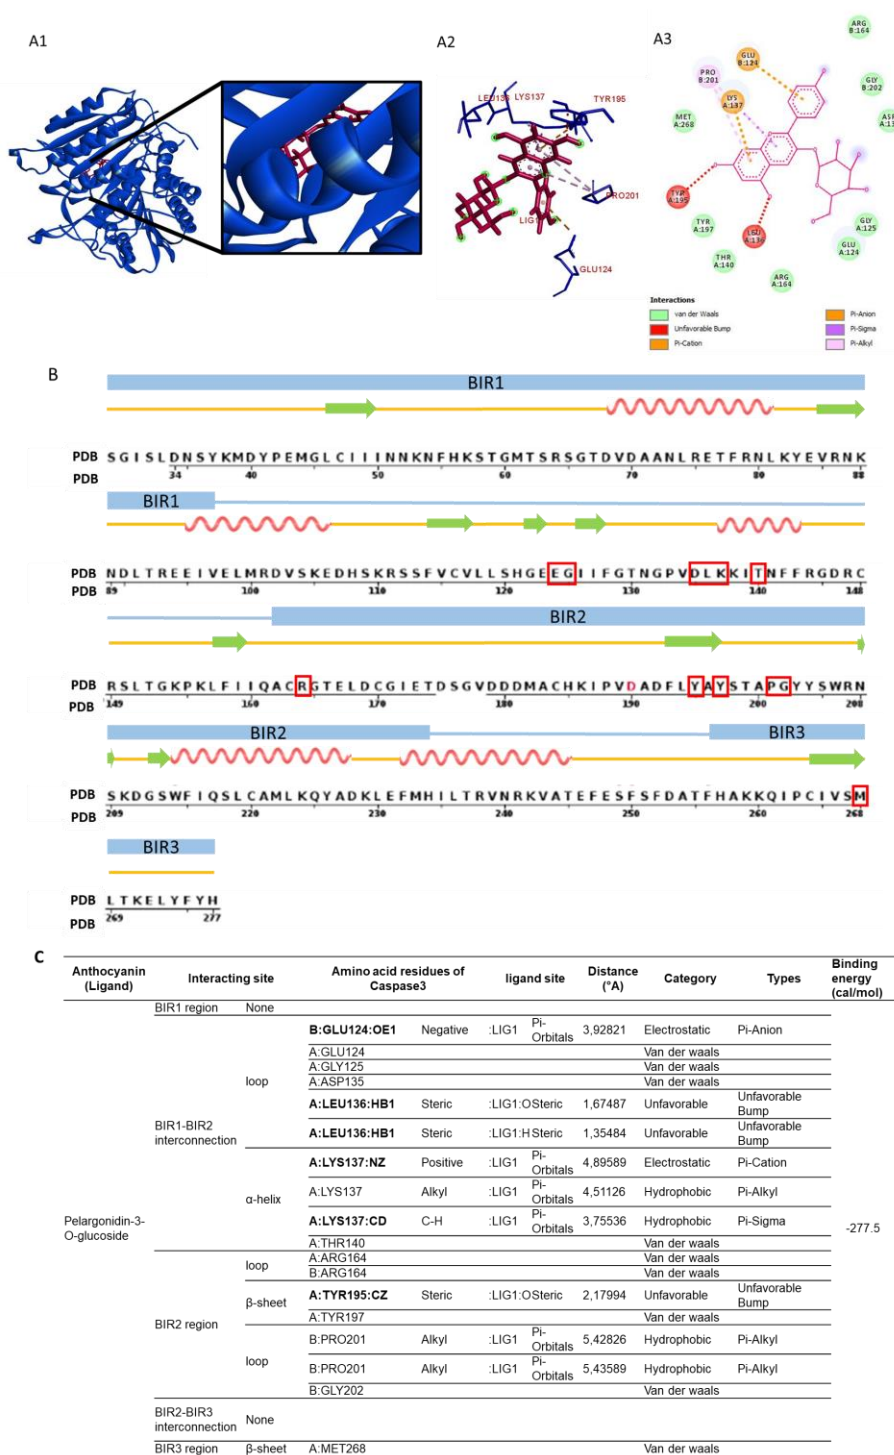 A1
A2
A3
LEU136 LYS137
TYR195
PRO201
LIG1
GLU124
ARG B:164
GLU B:124
PRO B:201
GLY B:202
LYS A:137
MET A:268
TYR A:195
TYR A:197
LEU A:136
GLY A:125
GLU A:124
THR A:140
ARG A:164
Interactions
van der Waals
Unfavorable Bump
Pi-Cation
Pi-Anion
Pi-Sigma
Pi-Alkyl
B
BIR1
PDB SGISLDNSYKMDYPEMGLCIIINNKNFHKSTGMTSRSGTDVDAANLRETFRNLKYEVRNK
PDB 34 40 50 60 70 80 88
BIR1
PDB NDLTREEIVELMRDVSKEDHSKRSSFVCVLLSHGEEGIIFGTNGPVDLKKITNFFRGDRC
PDB 89 100 110 120 130 140 148
BIR2
PDB RSLTGKPKLFIIQACRGTELDCGIETDSGVDDDMACHKIPVDADFLYAYSTAPGYYSWRN
PDB 149 160 170 180 190 200 208
BIR2 BIR3
PDB SKDGSWFIQSLCAMLKQYADKLEFMHILTRVNRKVATEFESFSFDATFHAKKQIPCIVSM
PDB 209 220 230 240 250 260 268
BIR3
PDB LTKELYFYH
PDB 269 277
C
Anthocyanin (Ligand) Interacting site Amino acid residues of Caspase3 ligand site Distance (°A) Category Types Binding energy (cal/mol)
BIR1 region None
B:GLU124:OE1 Negative :LIG1 Pi-Orbitals 3,92821 Electrostatic Pi-Anion
A:GLU124 Van der waals
A:GLY125 Van der waals
loop A:ASP135 Van der waals
A:LEU136:HB1 Steric :LIG1:O Steric 1,67487 Unfavorable Unfavorable Bump
BIR1-BIR2 interconnection A:LEU136:HB1 Steric :LIG1:H Steric 1,35484 Unfavorable Unfavorable Bump
A:LYS137:NZ Positive :LIG1 Pi-Orbitals 4,89589 Electrostatic Pi-Cation
α-helix A:LYS137 Alkyl :LIG1 Pi-Orbitals 4,51126 Hydrophobic Pi-Alkyl
Pelargonidin-3-O-glucoside A:LYS137:CD C-H :LIG1 Pi-Orbitals 3,75536 Hydrophobic Pi-Sigma -277.5
A:THR140 Van der waals
loop A:ARG164 Van der waals
B:ARG164 Van der waals
β-sheet A:TYR195:CZ Steric :LIG1:O Steric 2,17994 Unfavorable Unfavorable Bump
BIR2 region A:TYR197 Van der waals
B:PRO201 Alkyl :LIG1 Pi-Orbitals 5,42826 Hydrophobic Pi-Alkyl
loop B:PRO201 Alkyl :LIG1 Pi-Orbitals 5,43589 Hydrophobic Pi-Alkyl
B:GLY202 Van der waals
BIR2-BIR3 interconnection None
BIR3 region β-sheet A:MET268 Van der waals